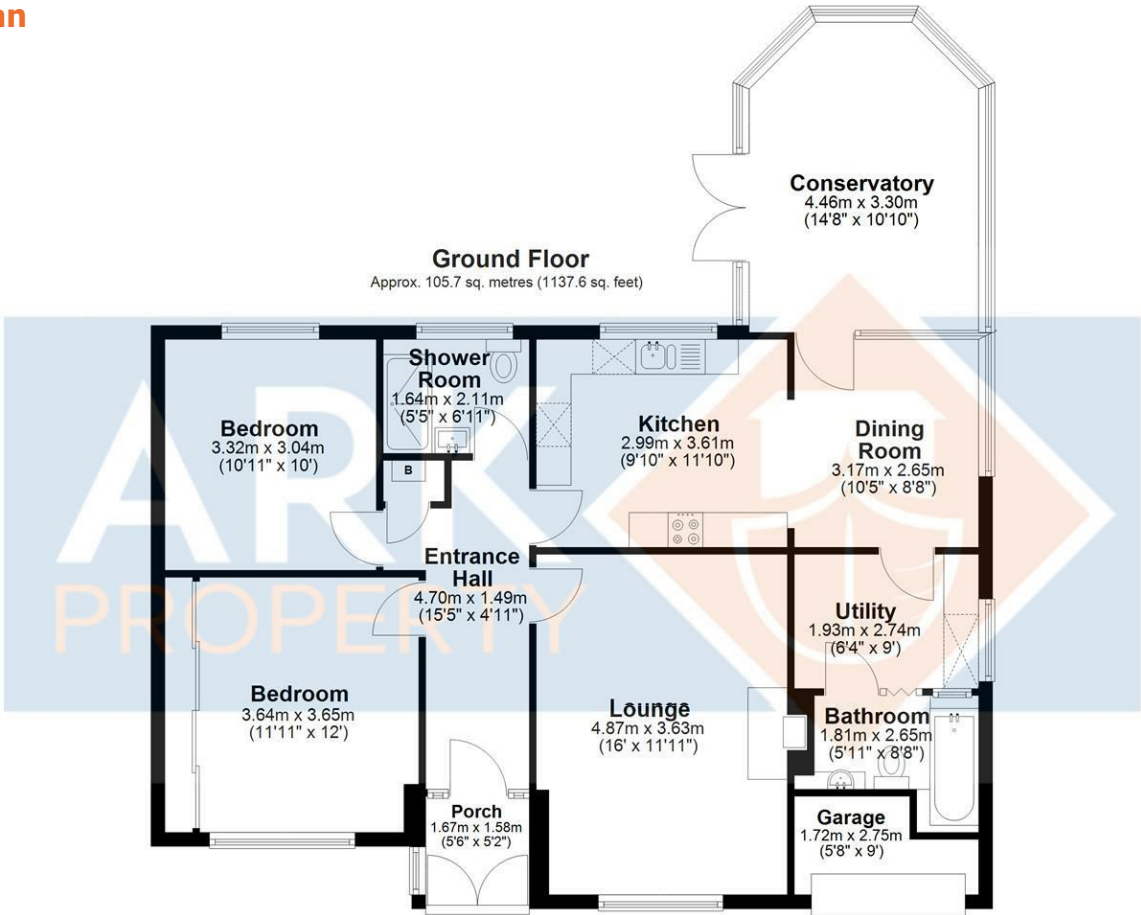 Conservatory
4.46m x 3.30m
(14'8" x 10'10")
Ground Floor
Approx. 105.7 sq. metres (1137.6 sq. feet)
Shower
Room
1.64m x 2.11m
(5'5" x 6'11")
Bedroom
3.32m x 3.04m
(10'11" x 10')
Kitchen
2.99m x 3.61m
(9'10" x 11'10")
Dining
Room
3.17m x 2.65m
(10'5" x 8'8")
B
Entrance
Hall
4.70m x 1.49m
(15'5" x 4'11")
Utility
1.93m x 2.74m
(6'4" x 9')
Bedroom
3.64m x 3.65m
(11'11" x 12')
Lounge
4.87m x 3.63m
(16' x 11'11")
Bathroom
1.81m x 2.65m
(5'11" x 8'8")
Porch
1.67m x 1.58m
(5'6" x 5'2")
Garage
1.72m x 2.75m
(5'8" x 9')
ARK
PROPERTY